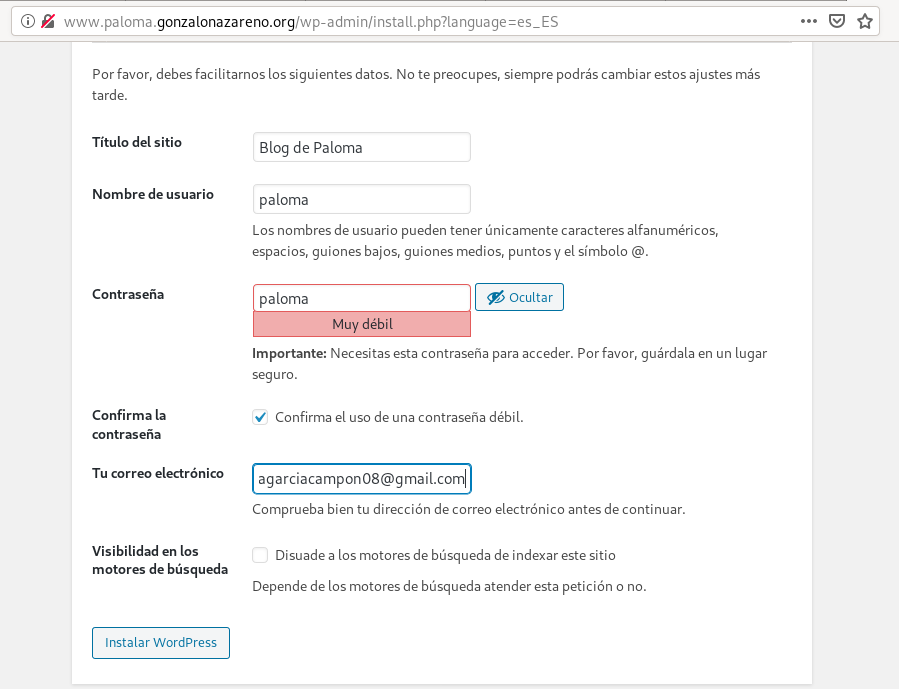 www.paloma.gonzalonazareno.org/wp-admin/install.php?language=es_ES
Por favor, debes facilitarnos los siguientes datos. No te preocupes, siempre podrás cambiar estos ajustes más
tarde.
Título del sitio
Blog de Paloma
Nombre de usuario
paloma
Los nombres de usuario pueden tener únicamente caracteres alfanuméricos,
espacios, guiones bajos, guiones medios, puntos y el símbolo @.
Contraseña
paloma
Ocultar
Muy débil
Importante: Necesitas esta contraseña para acceder. Por favor, guárdala en un lugar
seguro.
Confirma la
contraseña
Confirma el uso de una contraseña débil.
Tu correo electrónico
agarciacampon08@gmail.com
Comprueba bien tu dirección de correo electrónico antes de continuar.
Visibilidad en los
motores de búsqueda
Disuade a los motores de búsqueda de indexar este sitio
Depende de los motores de búsqueda atender esta petición o no.
Instalar WordPress